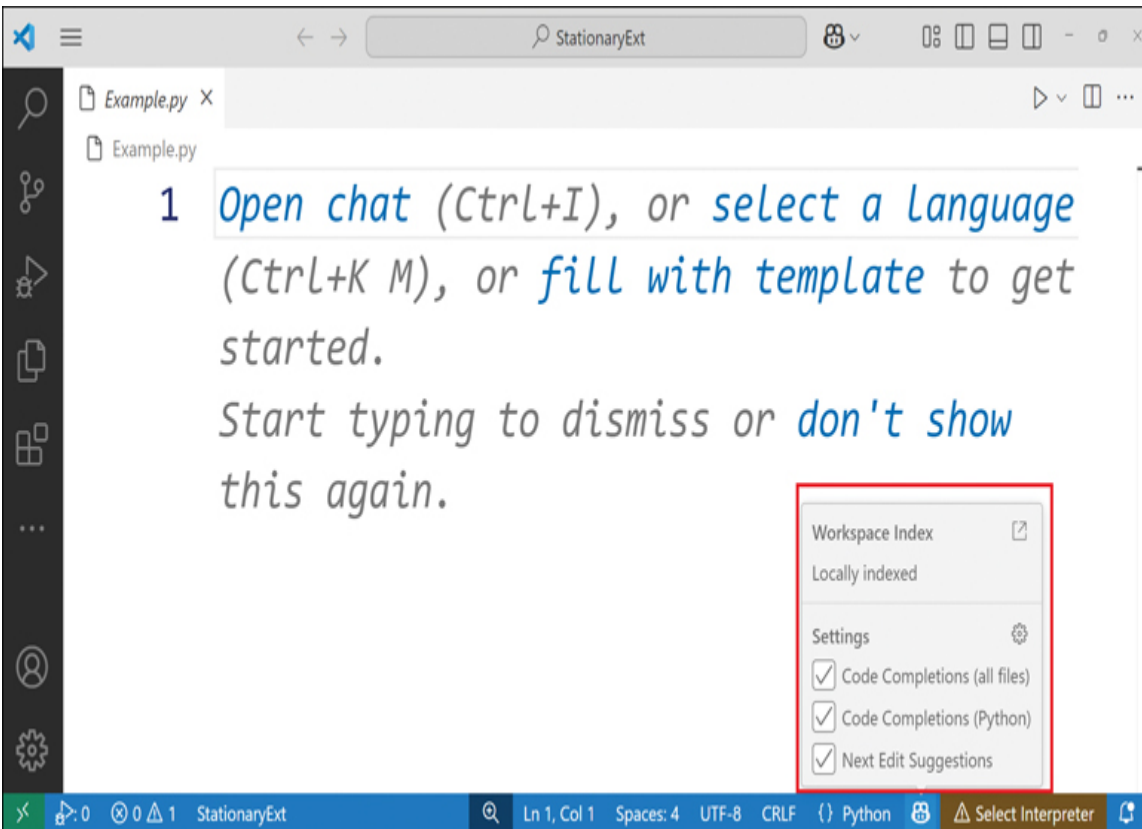 StationaryExt
Example.py
Example.py
1 Open chat (Ctrl+I), or select a language
(Ctrl+K M), or fill with template to get
started.
Start typing to dismiss or don't show
this again.
Workspace Index
Locally indexed
Settings
Code Completions (all files)
Code Completions (Python)
Next Edit Suggestions
0 0 1 StationaryExt Ln 1, Col 1 Spaces: 4 UTF-8 CRLF {} Python Select Interpreter